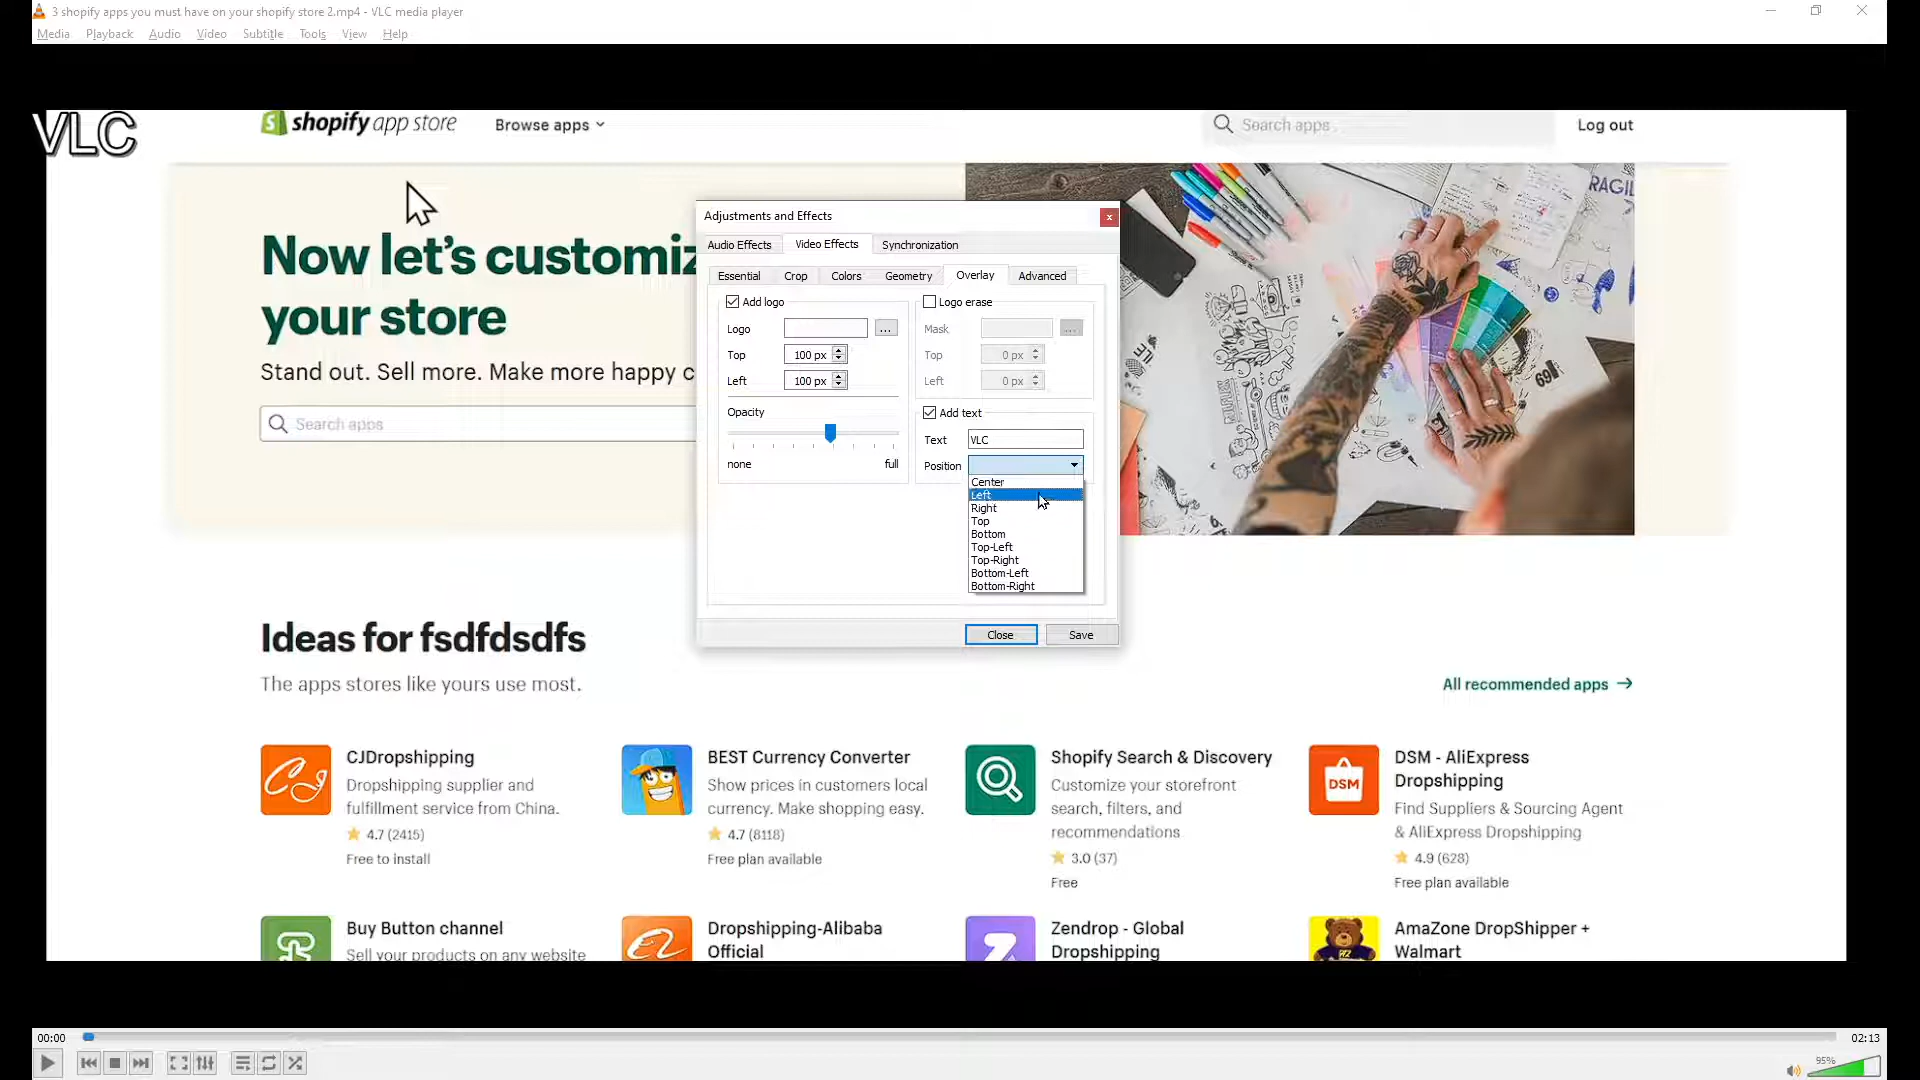 3 shopify apps you must have on your shopify store 2.mp4 - VLC media player
Media Playback Audio Video Subtitle Tools View Help
VLC
shopify app store Browse apps Search apps Log out
Now let's customiz
your store
Stand out. Sell more. Make more happy c
Search apps
RAGIL
Adjustments and Effects
Audio Effects Video Effects Synchronization
Essential Crop Colors Geometry Overlay Advanced
Add logo
Logo ...
Top 100 px
Left 100 px
Opacity
none full
Logo erase
Mask ...
Top 0 px
Left 0 px
Add text
Text VLC
Position
Center
Left
Right
Top
Bottom
Top-Left
Top-Right
Bottom-Left
Bottom-Right
Close Save
Ideas for fsdfdsdfs
The apps stores like yours use most.
All recommended apps
CJDropshipping
Dropshipping supplier and
fulfillment service from China.
4.7 (2415)
Free to install
BEST Currency Converter
Show prices in customers local
currency. Make shopping easy.
4.7 (8118)
Free plan available
Shopify Search & Discovery
Customize your storefront
search, filters, and
recommendations
3.0 (37)
Free
DSM
DSM - AliExpress
Dropshipping
Find Suppliers & Sourcing Agent
& AliExpress Dropshipping
4.9 (628)
Free plan available
Buy Button channel
Sell your products on any website
Dropshipping-Alibaba
Official
Zendrop - Global
Dropshipping
AmaZone DropShipper +
Walmart
00:00 02:13
95%